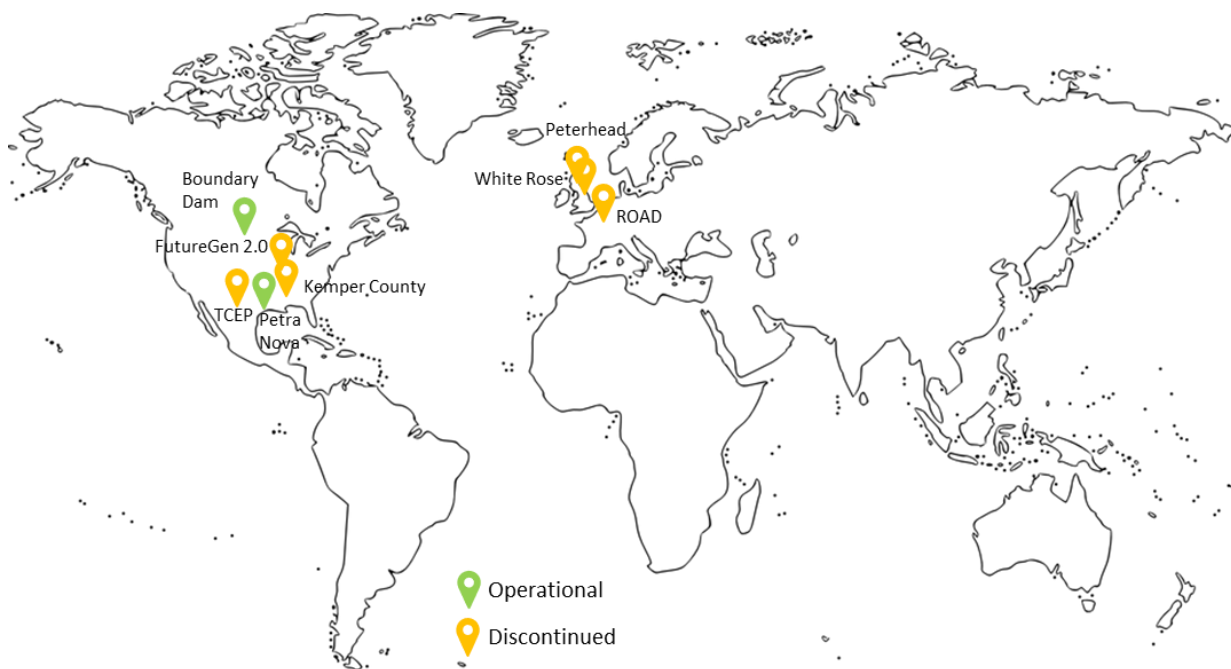 Peterhead
White Rose
ROAD
Boundary
Dam
FutureGen 2.0
Kemper County
TCEP
Petra
Nova
Operational
Discontinued